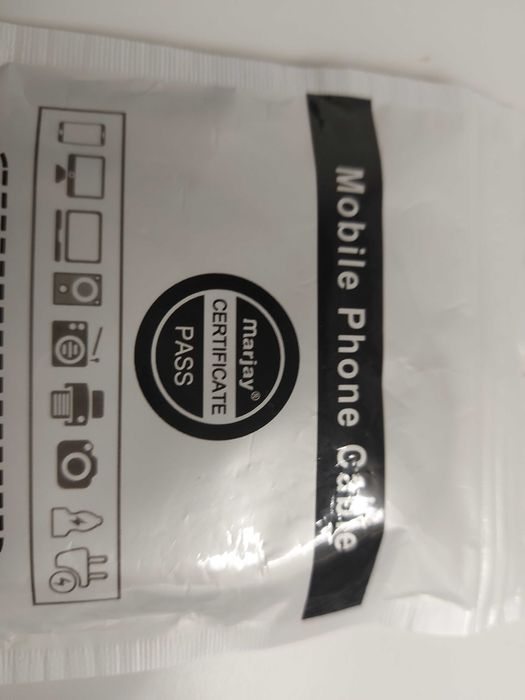 Mobile Phone Cable
marjay®
CERTIFICATE
PASS